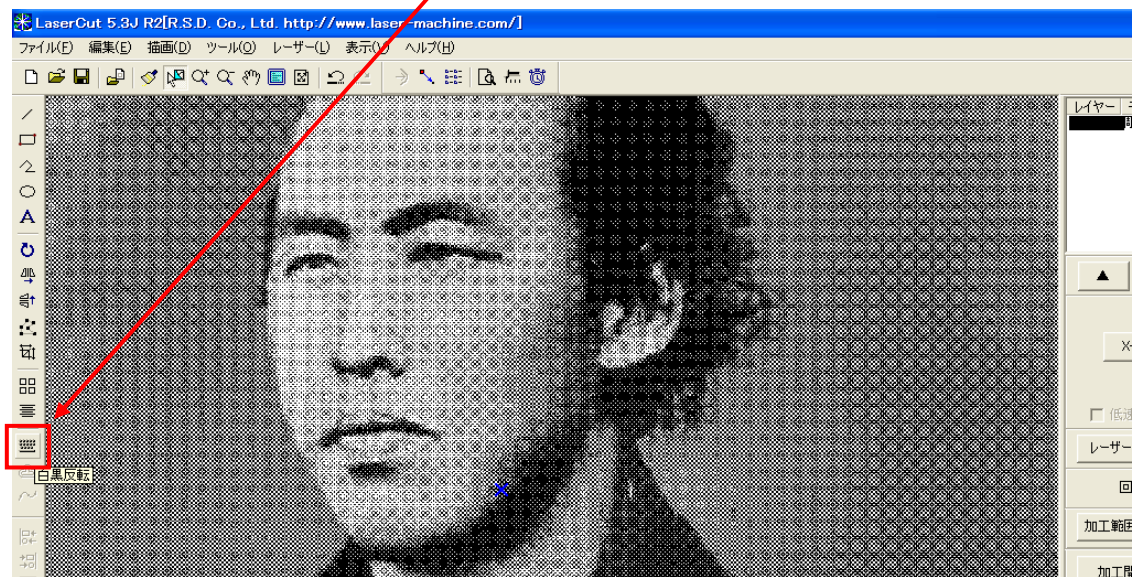 LaserCut 5.3J R2[R.S.D. Co., Ltd. http://www.laser-machine.com/]
ファイル(F) 編集(E) 描画(D) ツール(O) レーザー(L) 表示(V) ヘルプ(H)
レイヤー
A
X-
低速
レーザー
白黒反転
回
加工範囲
加工開